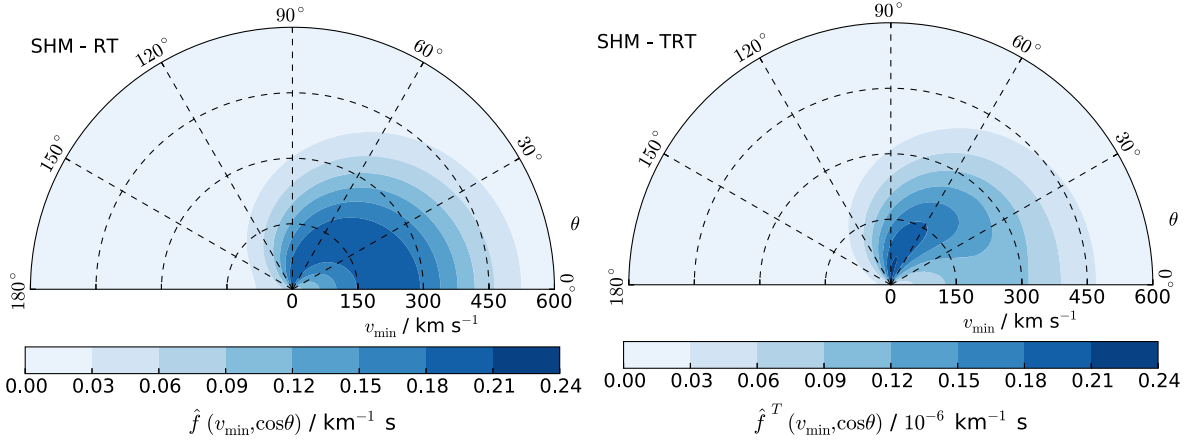 SHM - RT
90°
120°
60°
150°
30°
θ
180°
0°
0 150 300 450 600
v_min / km s⁻¹
0.00 0.03 0.06 0.09 0.12 0.15 0.18 0.21 0.24
f̂ (v_min,cosθ) / km⁻¹ s
SHM - TRT
90°
120°
60°
150°
30°
θ
180°
0°
0 150 300 450 600
v_min / km s⁻¹
0.00 0.03 0.06 0.09 0.12 0.15 0.18 0.21 0.24
f̂ ᵀ (v_min,cosθ) / 10⁻⁶ km⁻¹ s